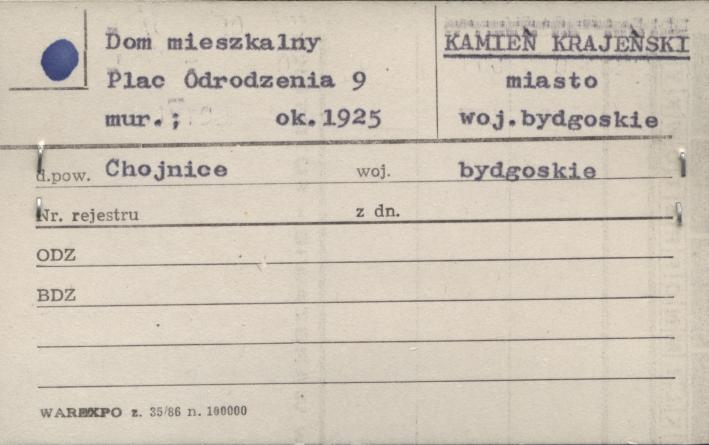 Dom mieszkalny
Plac Odrodzenia 9
mur.; ok.1925
KAMIEŃ KRAJEŃSKI
miasto
woj.bydgoskie
d.pow. Chojnice woj. bydgoskie
Nr. rejestru z dn.
ODZ
BDZ
WAREXPO z. 35/86 n. 100000